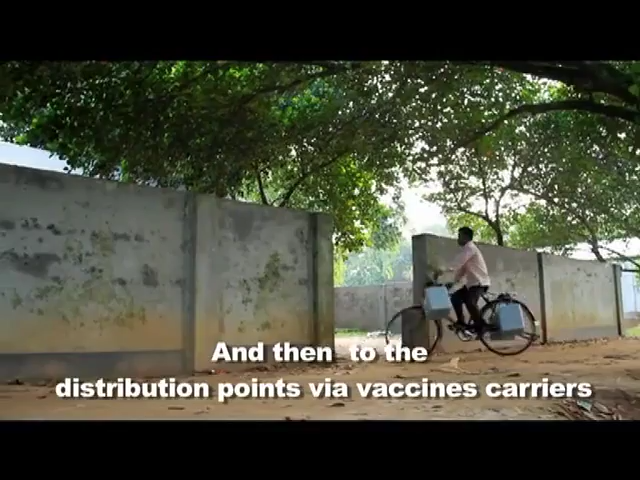 And then to the
distribution points via vaccines carriers